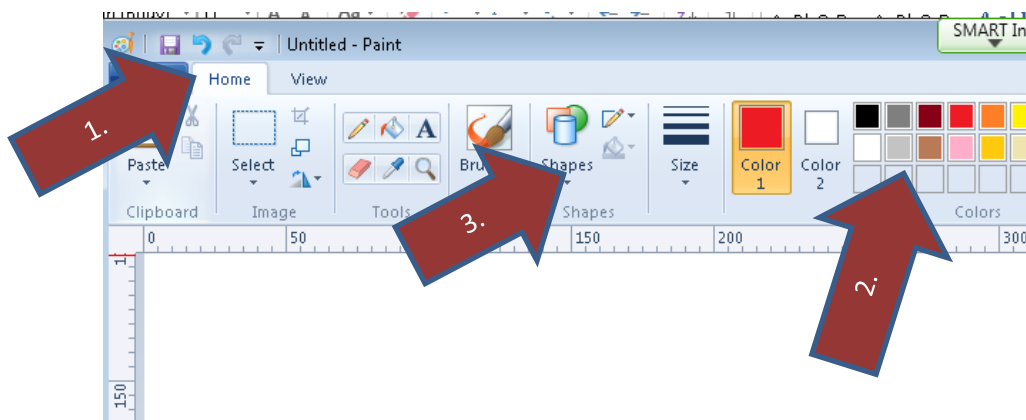 SMART In
Untitled - Paint
Home View
1.
Paste
Select
A
Shapes
Size
Color 1
Color 2
3.
2.
Clipboard Image Tools Shapes Colors
0 50 150 200 300
150